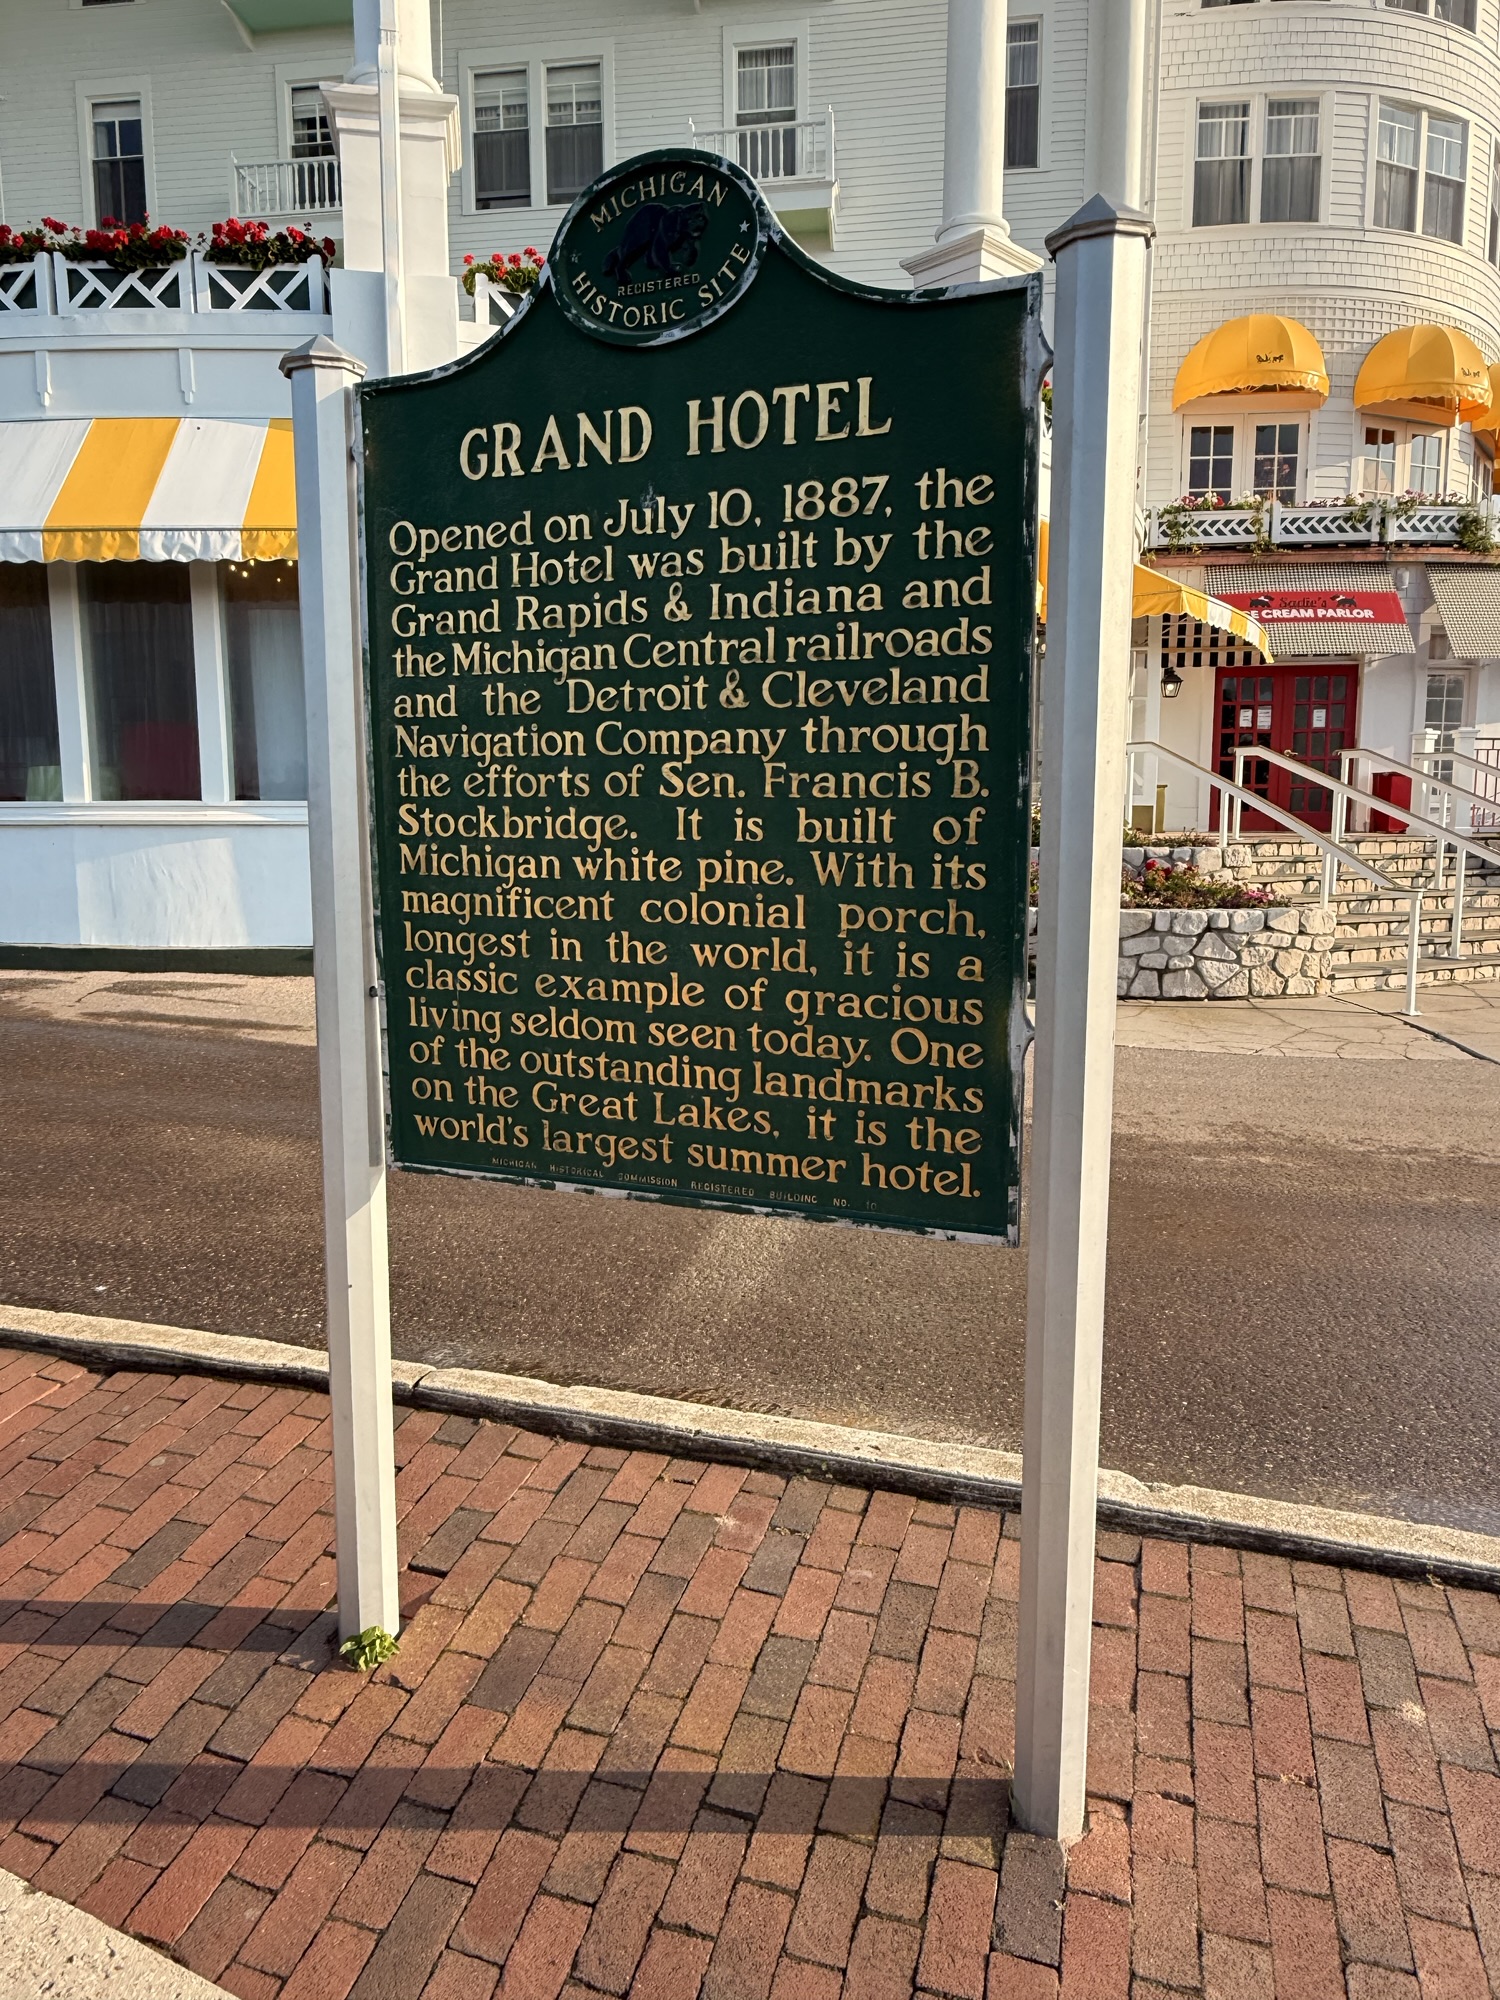 MICHIGAN
REGISTERED
HISTORIC SITE
GRAND HOTEL
Opened on July 10, 1887, the
Grand Hotel was built by the
Grand Rapids & Indiana and
the Michigan Central railroads
and the Detroit & Cleveland
Navigation Company through
the efforts of Sen. Francis B.
Stockbridge. It is built of
Michigan white pine. With its
magnificent colonial porch,
longest in the world, it is a
classic example of gracious
living seldom seen today. One
of the outstanding landmarks
on the Great Lakes, it is the
world's largest summer hotel.
MICHIGAN HISTORICAL COMMISSION REGISTERED BUILDING NO. 10
Sadie's
CREAM PARLOR